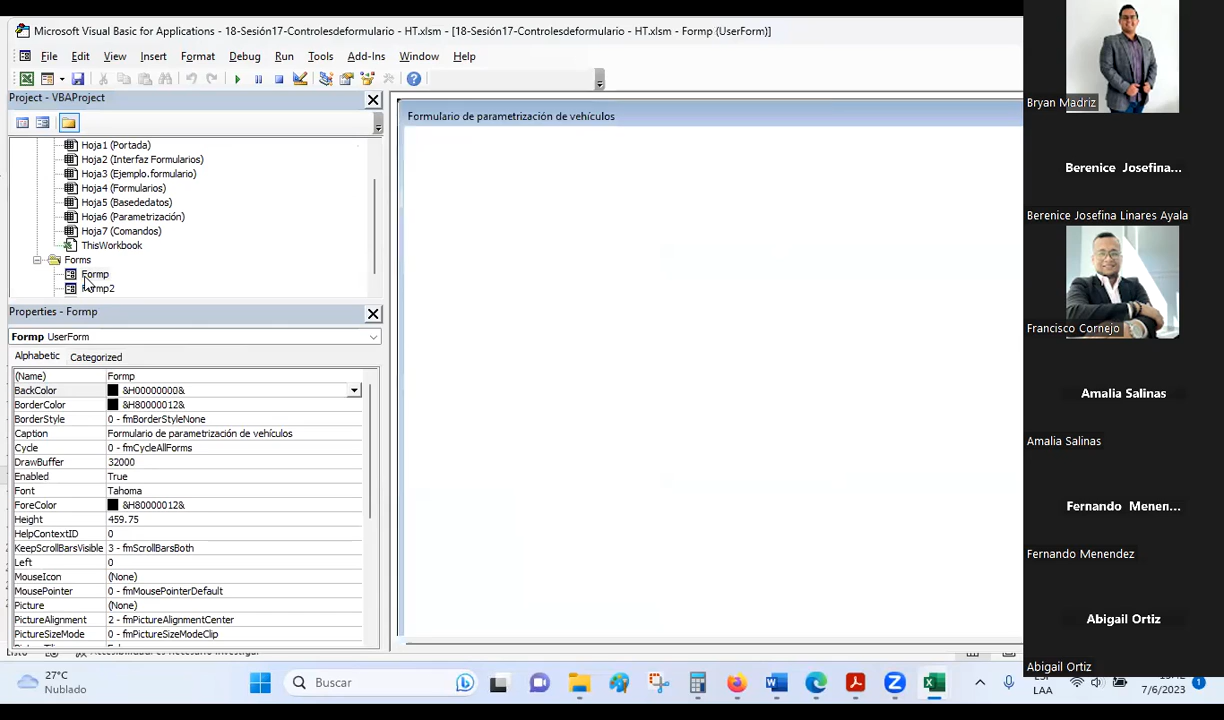 Microsoft Visual Basic for Applications - 18-Sesión17-Controlesdeformulario - HT.xlsm - [18-Sesión17-Controlesdeformulario - HT.xlsm - Formp (UserForm)]
File Edit View Insert Format Debug Run Tools Add-Ins Window Help
Project - VBAProject
Hoja1 (Portada)
Hoja2 (Interfaz Formularios)
Hoja3 (Ejemplo.formulario)
Hoja4 (Formularios)
Hoja5 (Basededatos)
Hoja6 (Parametrización)
Hoja7 (Comandos)
ThisWorkbook
Forms
Formp
Formp2
Properties - Formp
Formp UserForm
Alphabetic Categorized
(Name) Formp
BackColor &H00000000&
BorderColor &H80000012&
BorderStyle 0 - fmBorderStyleNone
Caption Formulario de parametrización de vehículos
Cycle 0 - fmCycleAllForms
DrawBuffer 32000
Enabled True
Font Tahoma
ForeColor &H80000012&
Height 459.75
HelpContextID 0
KeepScrollBarsVisible 3 - fmScrollBarsBoth
Left 0
MouseIcon (None)
MousePointer 0 - fmMousePointerDefault
Picture (None)
PictureAlignment 2 - fmPictureAlignmentCenter
PictureSizeMode 0 - fmPictureSizeModeClip
Formulario de parametrización de vehículos
Bryan Madriz
Berenice Josefina...
Berenice Josefina Linares Ayala
Francisco Cornejo
Amalia Salinas
Amalia Salinas
Fernando Menen...
Fernando Menendez
Abigail Ortiz
Abigail Ortiz
27°C
Nublado
Buscar
LAA
7/6/2023
1